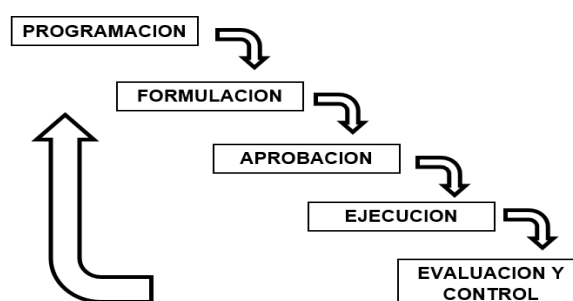 PROGRAMACION
FORMULACION
APROBACION
EJECUCION
EVALUACION Y
CONTROL